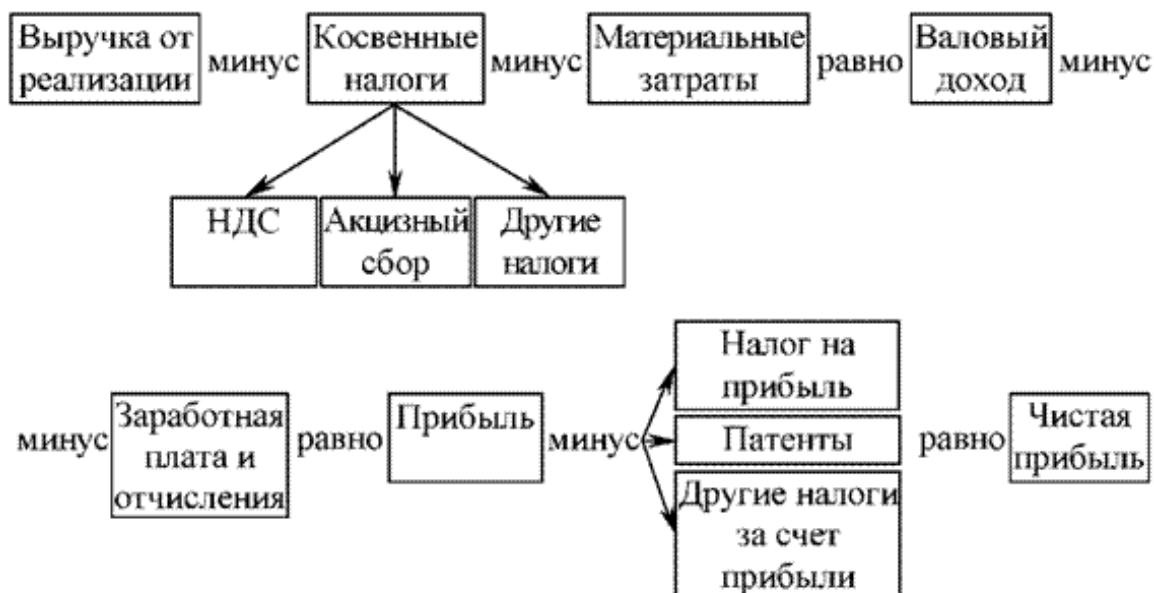 Выручка от
реализации
минус
Косвенные
налоги
минус
Материальные
затраты
равно
Валовый
доход
минус
НДС
Акцизный
сбор
Другие
налоги
минус
Заработная
плата и
отчисления
равно
Прибыль
минус
Налог на
прибыль
Патенты
Другие налоги
за счет
прибыли
равно
Чистая
прибыль